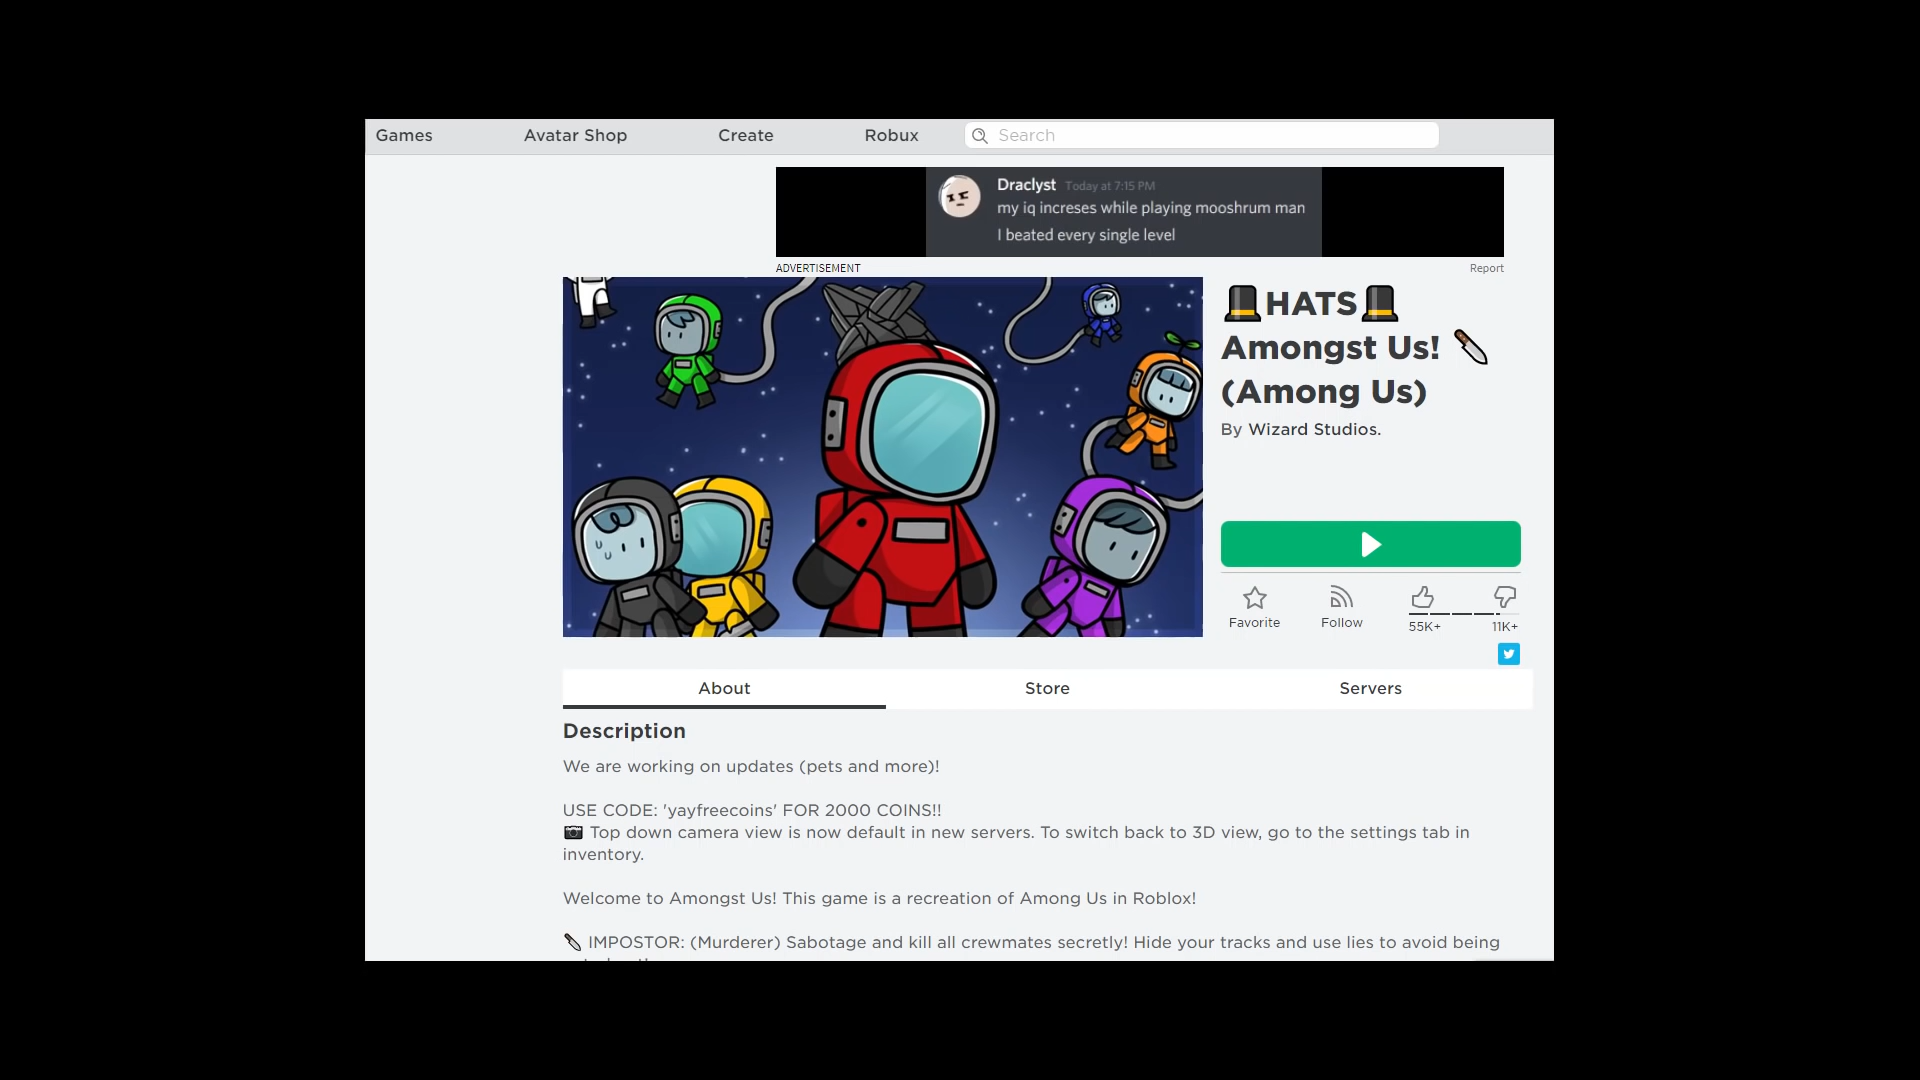 Games Avatar Shop Create Robux Search
Draclyst Today at 7:15 PM
my iq increses while playing mooshrum man
I beated every single level
ADVERTISEMENT Report
🎩HATS🎩
Amongst Us! 🔪
(Among Us)
By Wizard Studios.
Favorite Follow 55K+ 11K+
About Store Servers
Description
We are working on updates (pets and more)!
USE CODE: 'yayfreecoins' FOR 2000 COINS!!
📷 Top down camera view is now default in new servers. To switch back to 3D view, go to the settings tab in
inventory.
Welcome to Amongst Us! This game is a recreation of Among Us in Roblox!
🔪 IMPOSTOR: (Murderer) Sabotage and kill all crewmates secretly! Hide your tracks and use lies to avoid being